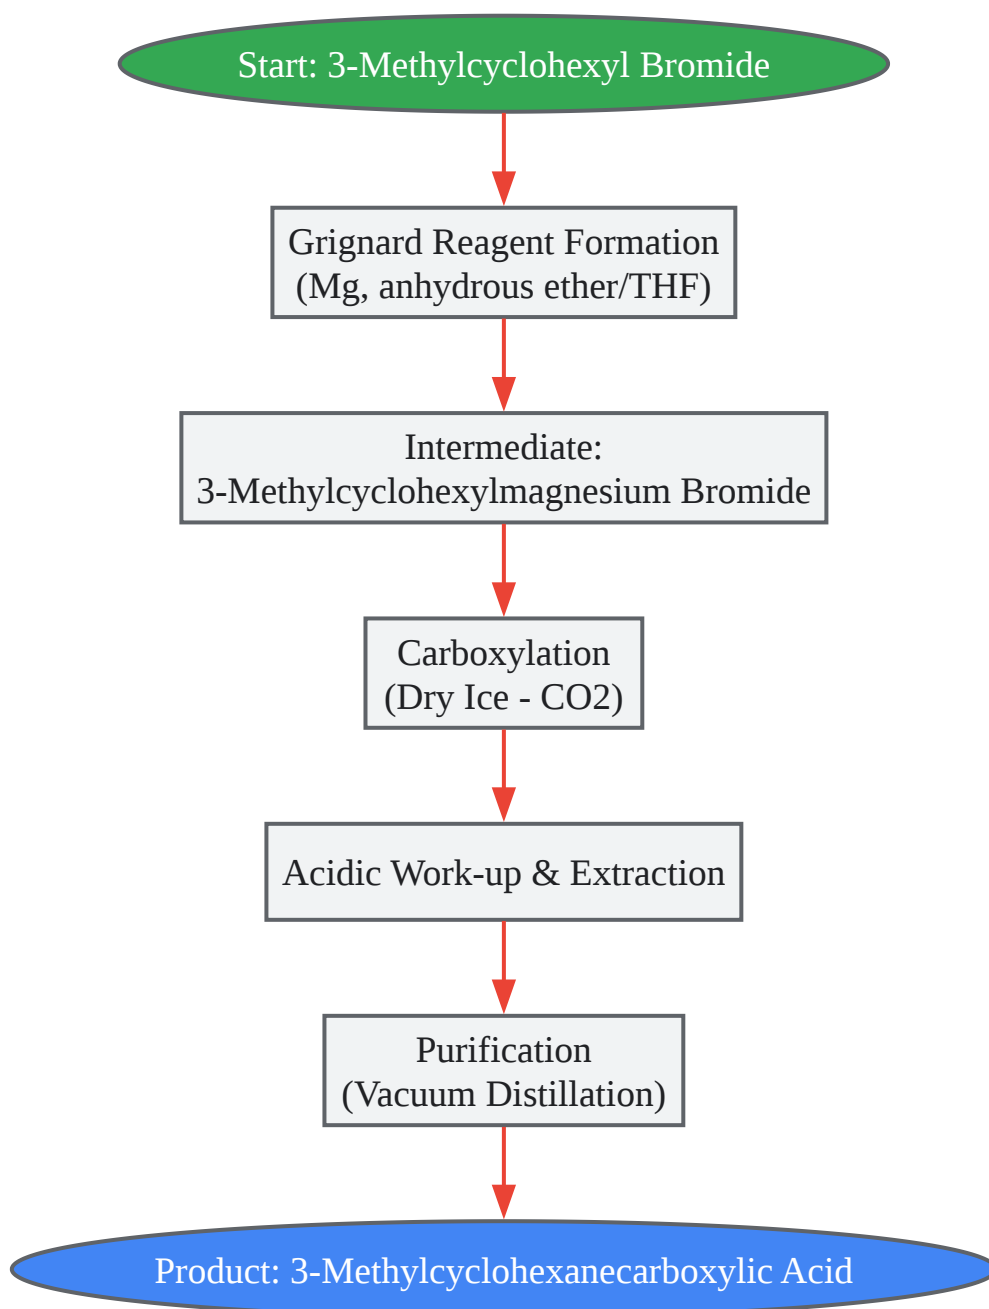 Start: 3-Methylcyclohexyl Bromide
Grignard Reagent Formation
(Mg, anhydrous ether/THF)
Intermediate:
3-Methylcyclohexylmagnesium Bromide
Carboxylation
(Dry Ice - CO2)
Acidic Work-up & Extraction
Purification
(Vacuum Distillation)
Product: 3-Methylcyclohexanecarboxylic Acid